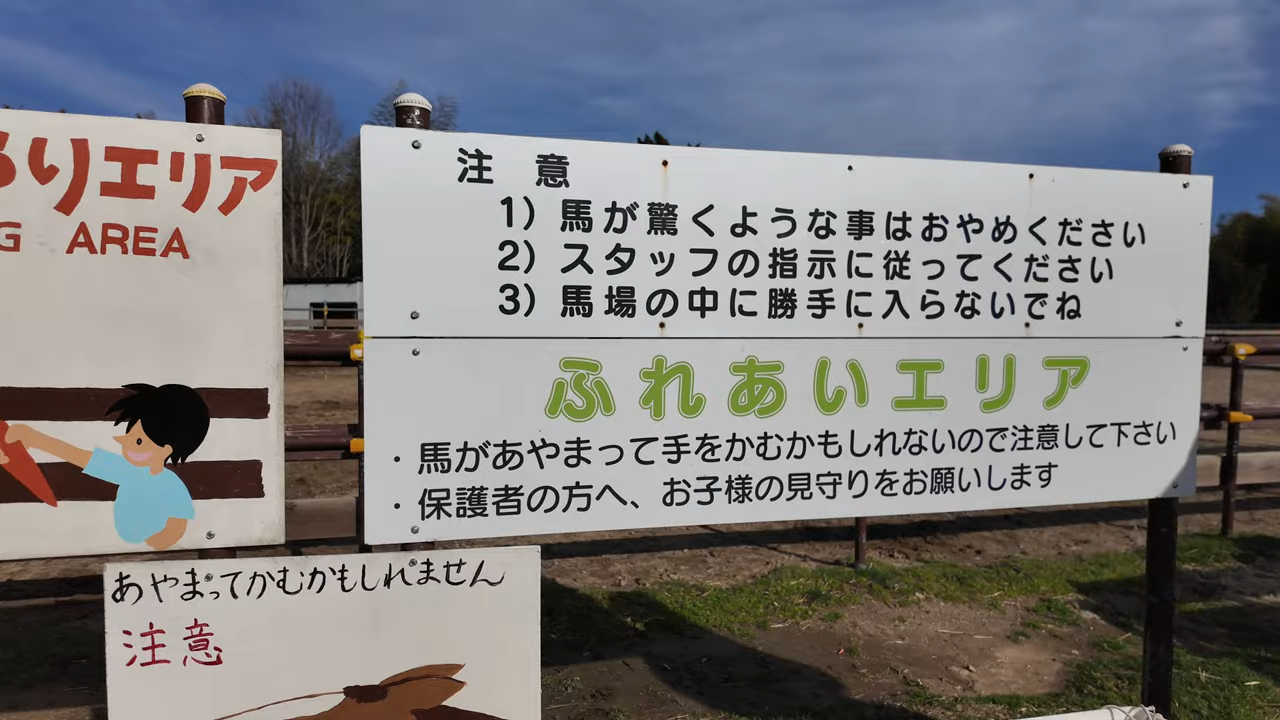 りエリア
G AREA
注 意
1) 馬が驚くような事はおやめください
2) スタッフの指示に従ってください
3) 馬場の中に勝手に入らないでね
ふれあいエリア
・馬があやまって手をかむかもしれないので注意して下さい
・保護者の方へ、お子様の見守りをお願いします
あやまってかむかもしれません
注意